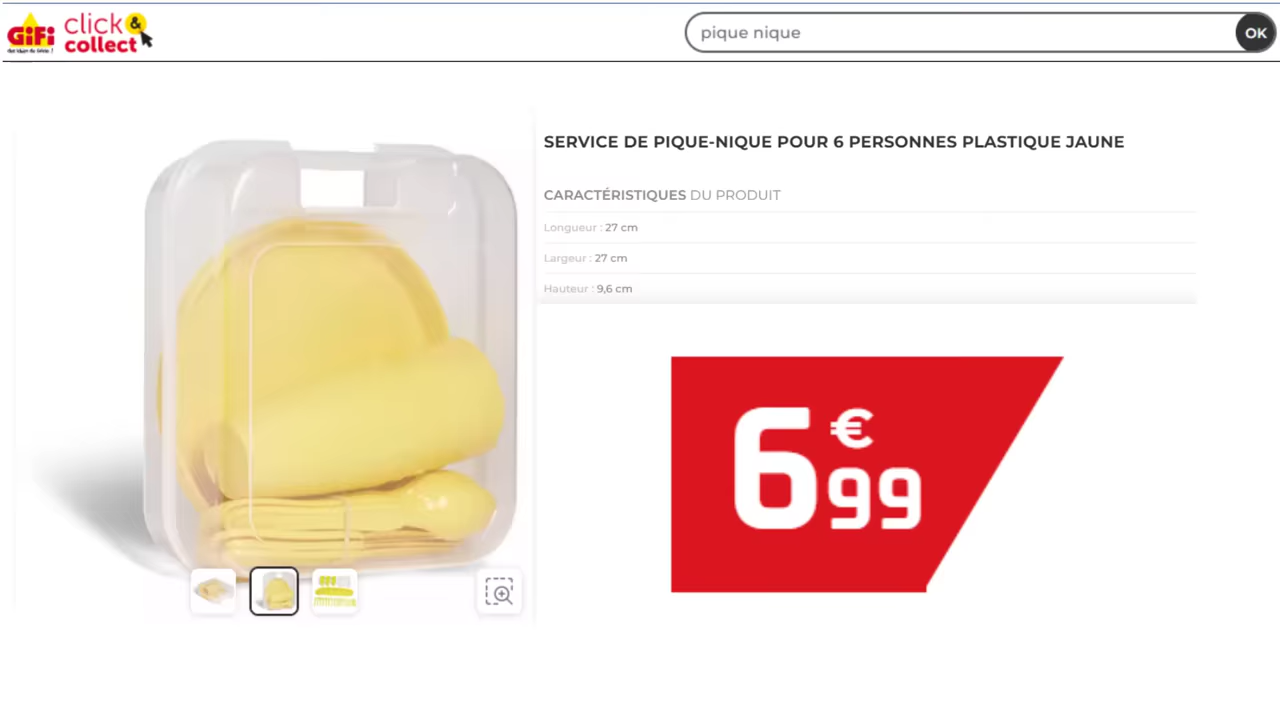 GiFi
click &
collect
pique nique
OK
SERVICE DE PIQUE-NIQUE POUR 6 PERSONNES PLASTIQUE JAUNE
CARACTÉRISTIQUES DU PRODUIT
Longueur : 27 cm
Largeur : 27 cm
Hauteur : 9,6 cm
6€99